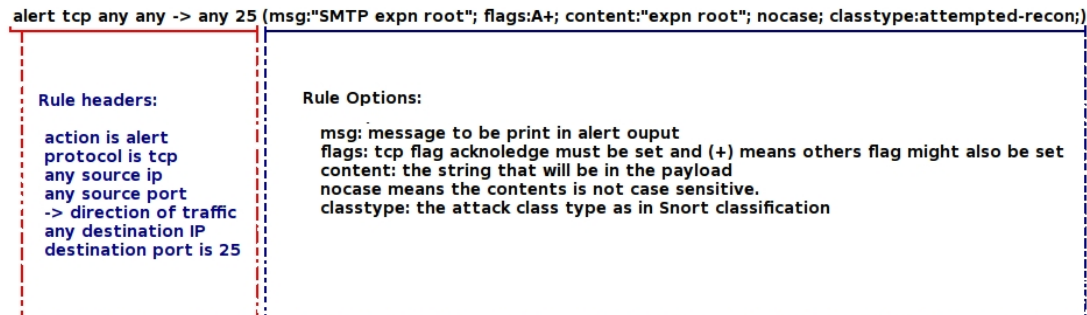 alert tcp any any -> any 25 (msg:"SMTP expn root"; flags:A+; content:"expn root"; nocase; classtype:attempted-recon;)
Rule headers:
action is alert
protocol is tcp
any source ip
any source port
-> direction of traffic
any destination IP
destination port is 25
Rule Options:
msg: message to be print in alert ouput
flags: tcp flag acknoledge must be set and (+) means others flag might also be set
content: the string that will be in the payload
nocase means the contents is not case sensitive.
classtype: the attack class type as in Snort classification